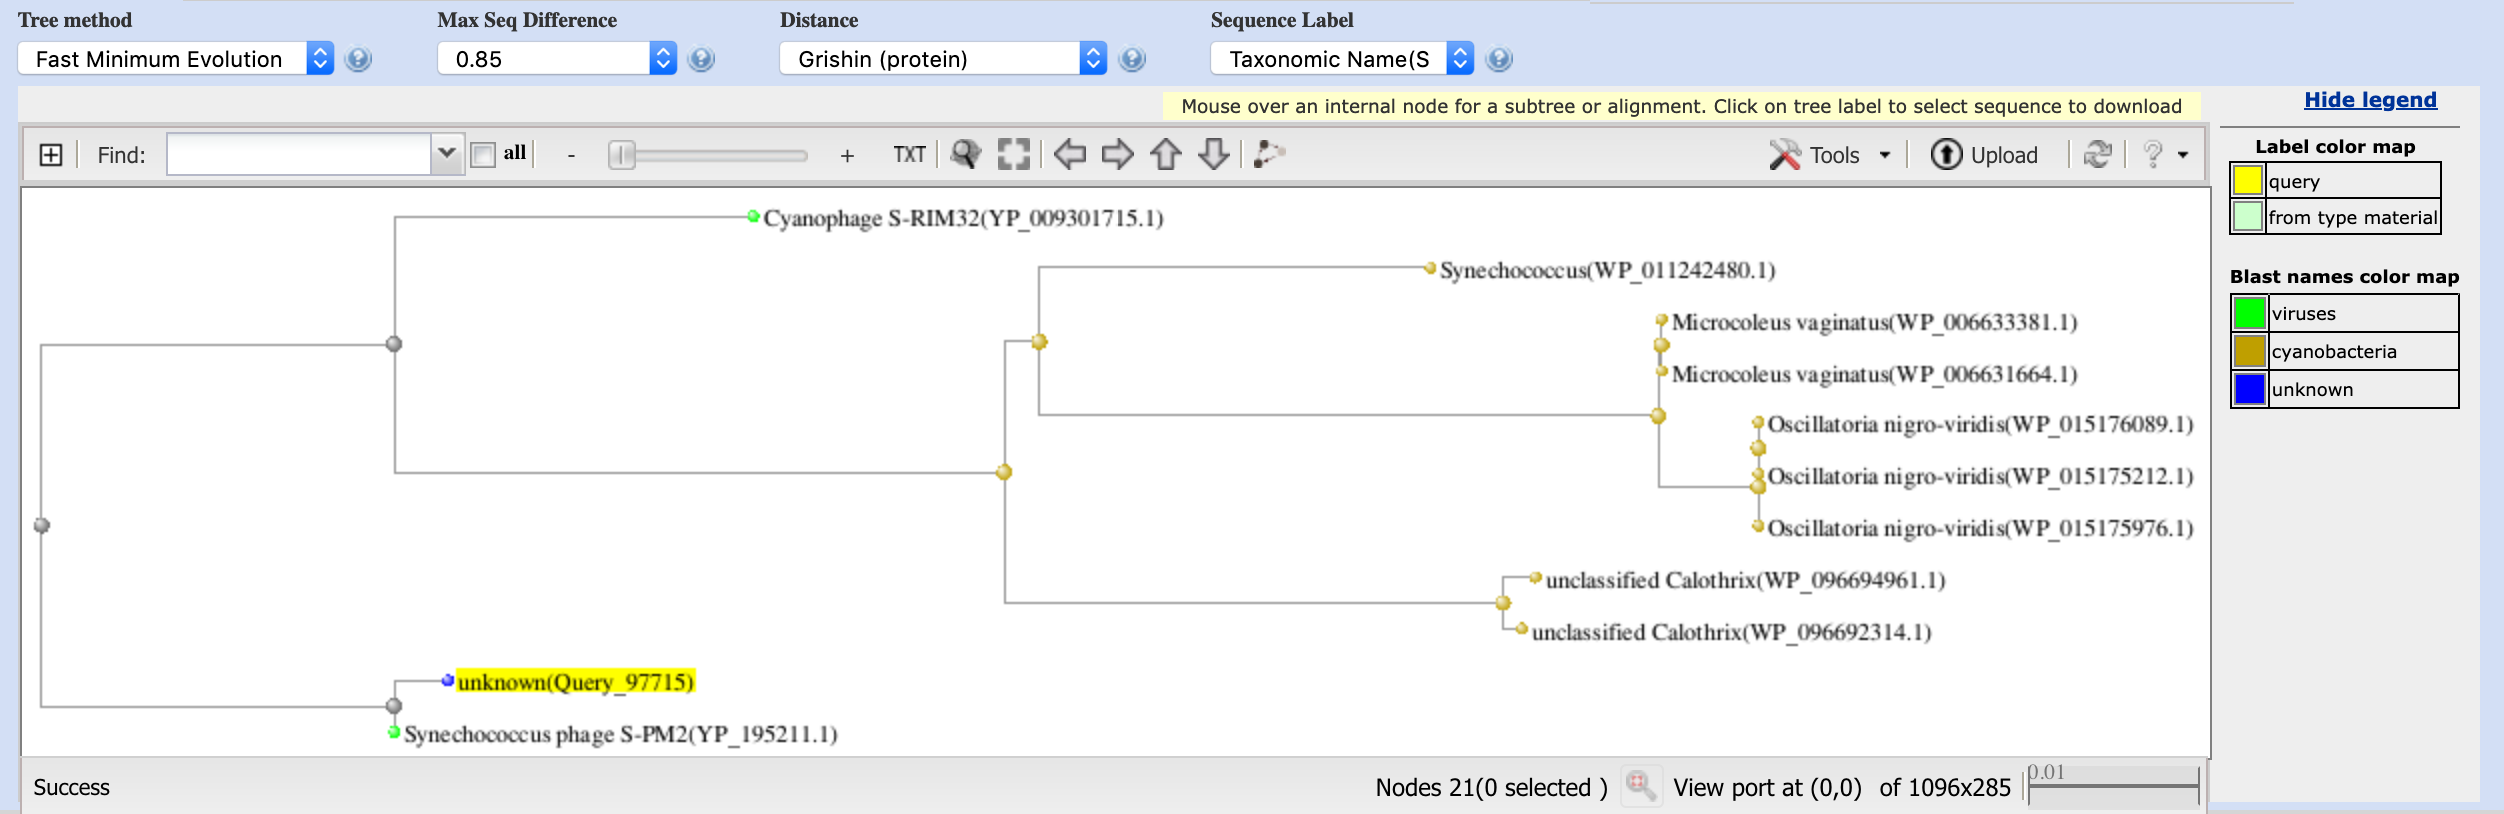 Tree method Max Seq Difference Distance Sequence Label
Fast Minimum Evolution 0.85 Grishin (protein) Taxonomic Name(S
Mouse over an internal node for a subtree or alignment. Click on tree label to select sequence to download
Hide legend
Find: all - + TXT Tools Upload
Label color map
query
from type material
Blast names color map
viruses
cyanobacteria
unknown
Cyanophage S-RIM32(YP_009301715.1)
Synechococcus(WP_011242480.1)
Microcoleus vaginatus(WP_006633381.1)
Microcoleus vaginatus(WP_006631664.1)
Oscillatoria nigro-viridis(WP_015176089.1)
Oscillatoria nigro-viridis(WP_015175212.1)
Oscillatoria nigro-viridis(WP_015175976.1)
unclassified Calothrix(WP_096694961.1)
unclassified Calothrix(WP_096692314.1)
unknown(Query_97715)
Synechococcus phage S-PM2(YP_195211.1)
Success Nodes 21(0 selected ) View port at (0,0) of 1096x285 0.01